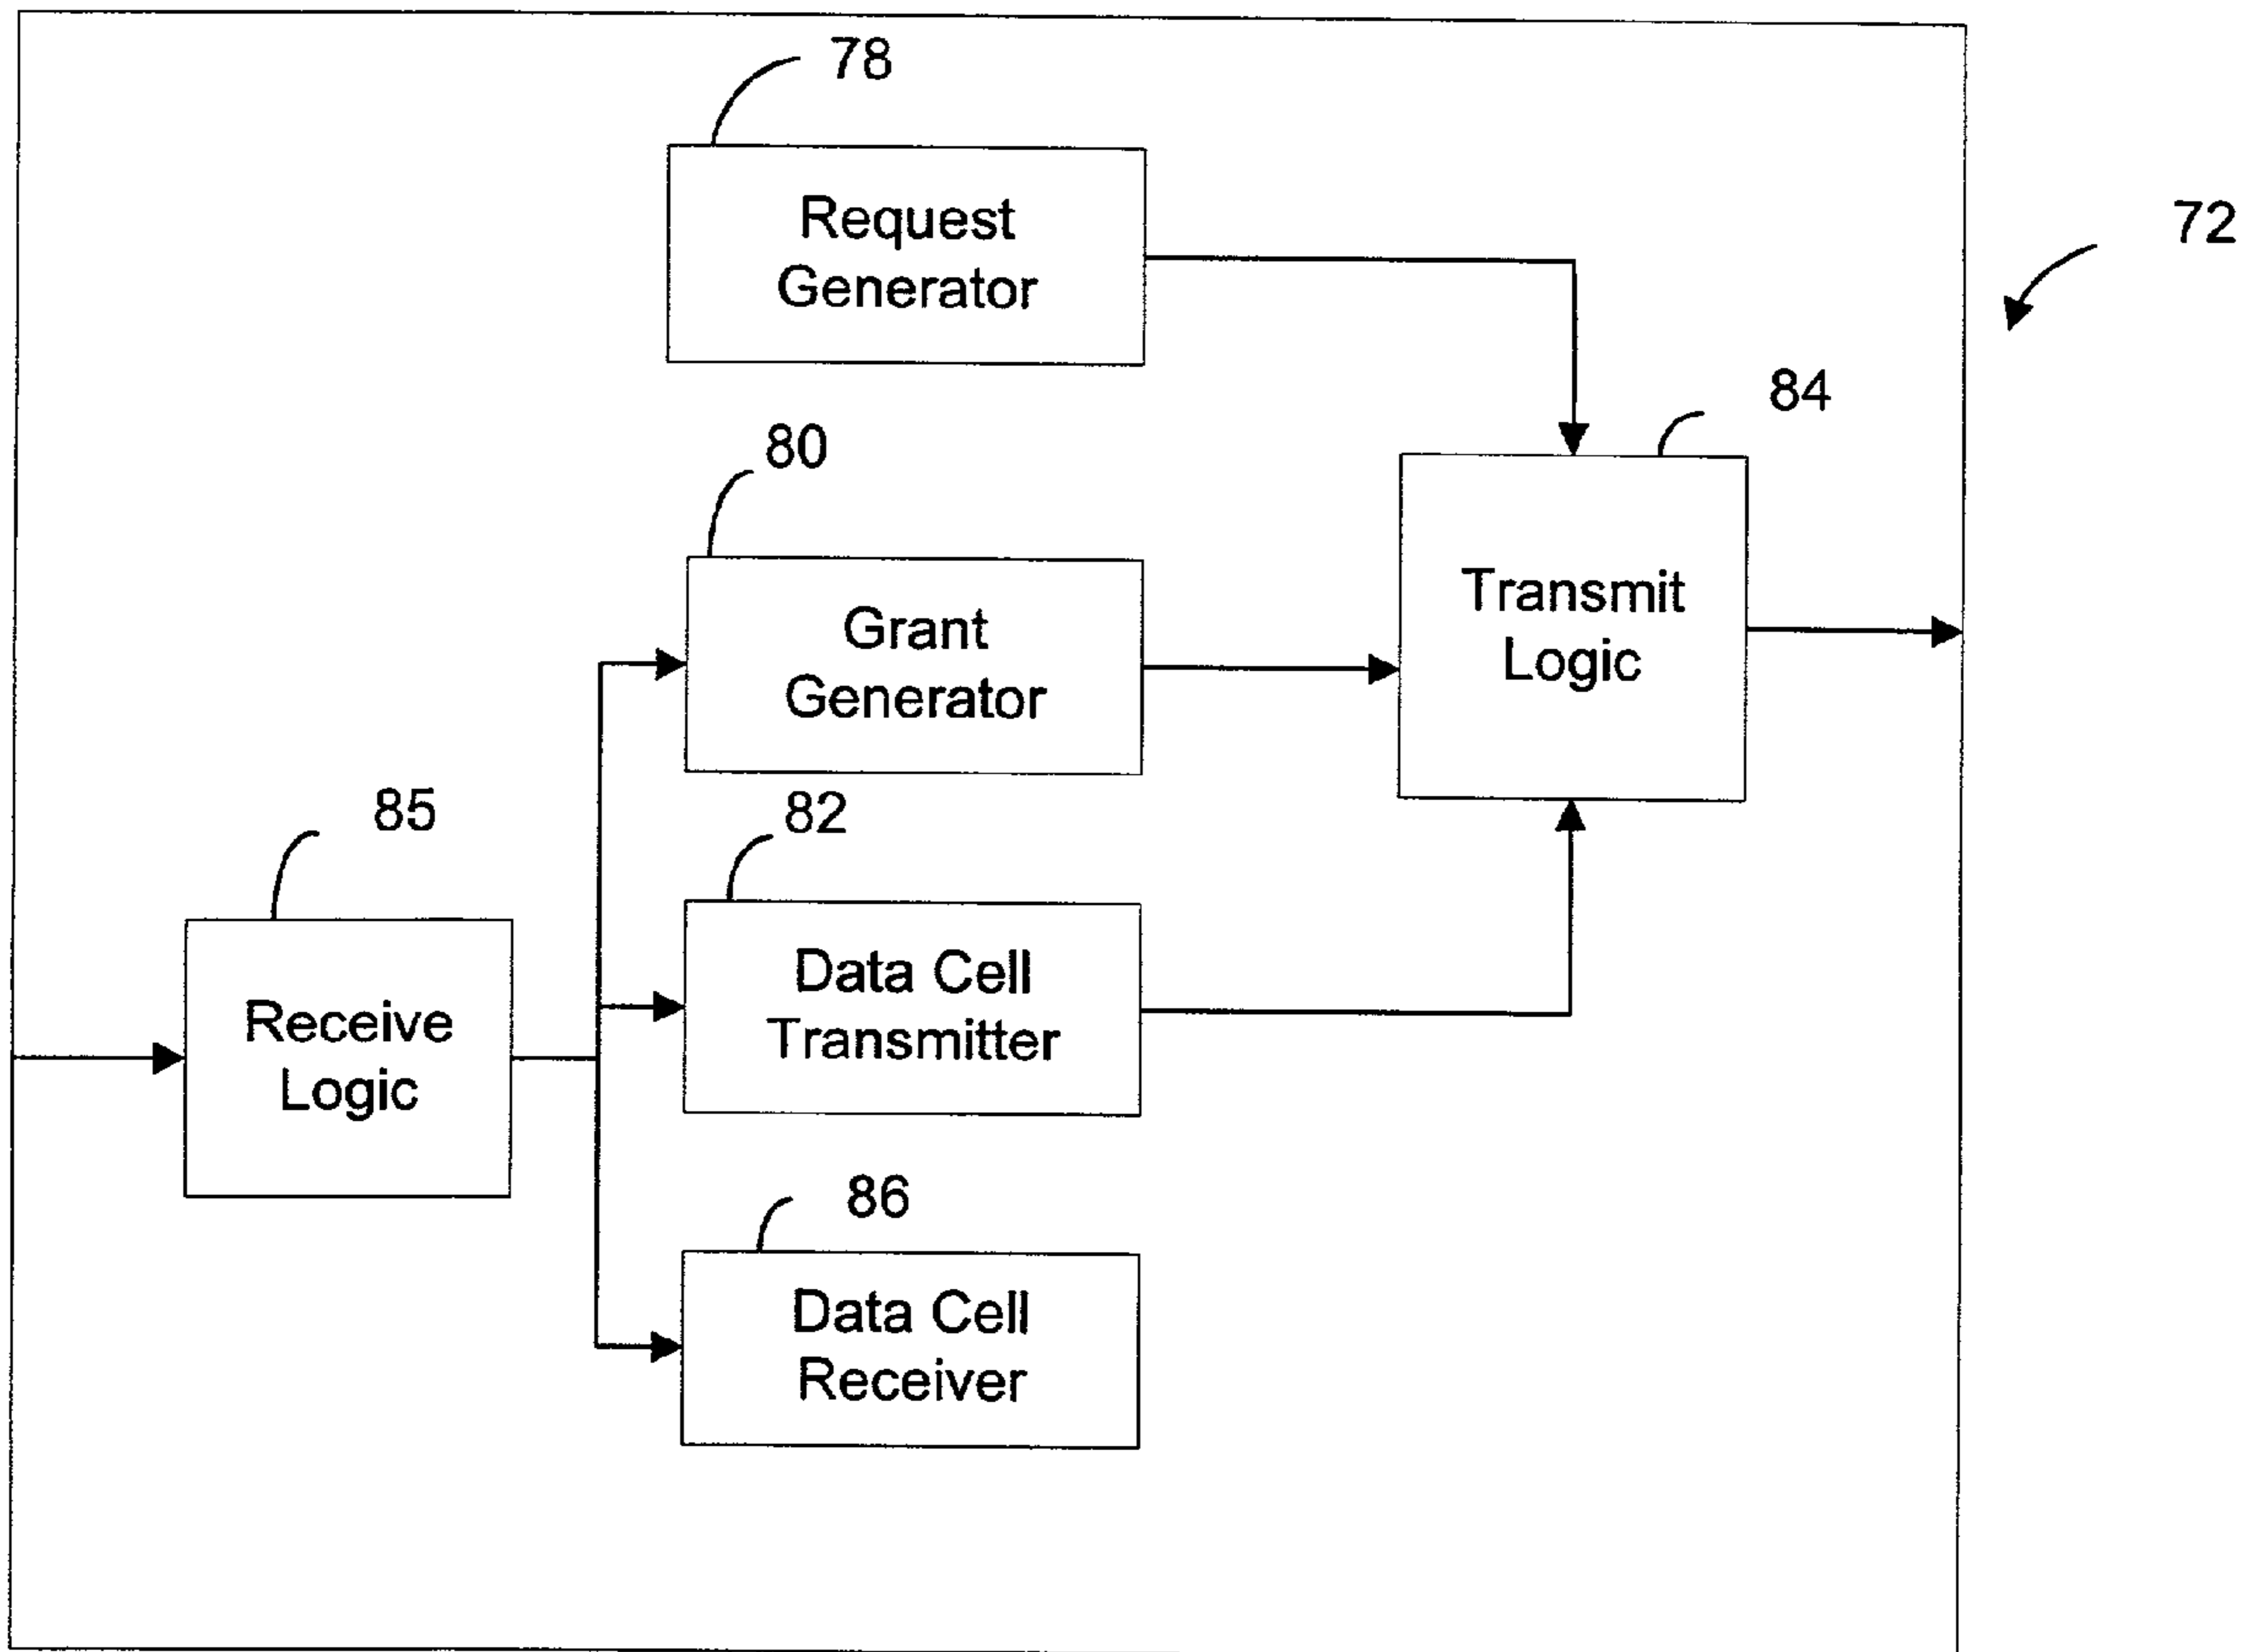 78
Request
Generator
72
84
80
Transmit
Logic
Grant
Generator
85
82
Data Cell
Transmitter
Receive
Logic
86
Data Cell
Receiver